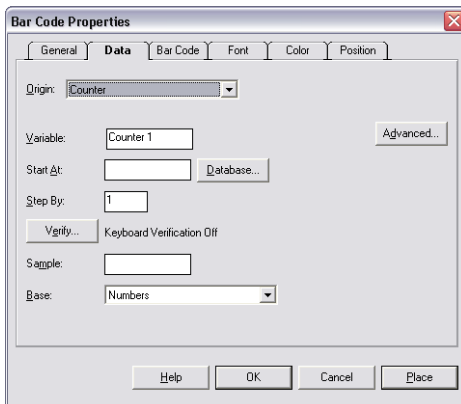 Bar Code Properties
General Data Bar Code Font Color Position
Origin: Counter
Variable: Counter 1 Advanced...
Start At: Database...
Step By: 1
Verify... Keyboard Verification Off
Sample:
Base: Numbers
Help OK Cancel Place